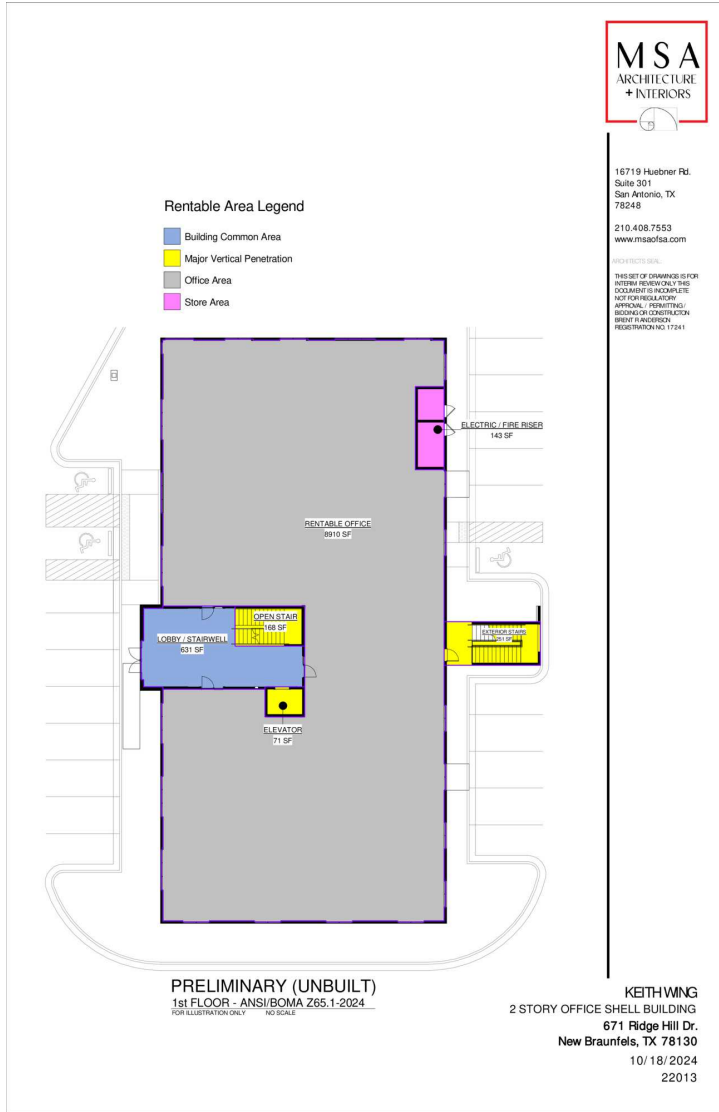 MSA
ARCHITECTURE
+ INTERIORS
16719 Huebner Rd.
Suite 301
San Antonio, TX
78248
210.408.7553
www.msaofsa.com
ARCHITECTS SEAL:
THIS SET OF DRAWINGS IS FOR
INTERIM REVIEW ONLY THIS
DOCUMENT IS INCOMPLETE
NOT FOR REGULATORY
APPROVAL / PERMITTING /
BIDDING OR CONSTRUCTON
BRENT R ANDERSON
REGISTRATION NO. 17241
Rentable Area Legend
Building Common Area
Major Vertical Penetration
Office Area
Store Area
ELECTRIC / FIRE RISER
143 SF
RENTABLE OFFICE
8910 SF
OPEN STAIR
168 SF
LOBBY / STAIRWELL
631 SF
EXTERIOR STAIRS
251 SF
ELEVATOR
71 SF
PRELIMINARY (UNBUILT)
1st FLOOR - ANSI/BOMA Z65.1-2024
FOR ILLUSTRATION ONLY NO SCALE
KEITH WING
2 STORY OFFICE SHELL BUILDING
671 Ridge Hill Dr.
New Braunfels, TX 78130
10/18/2024
22013